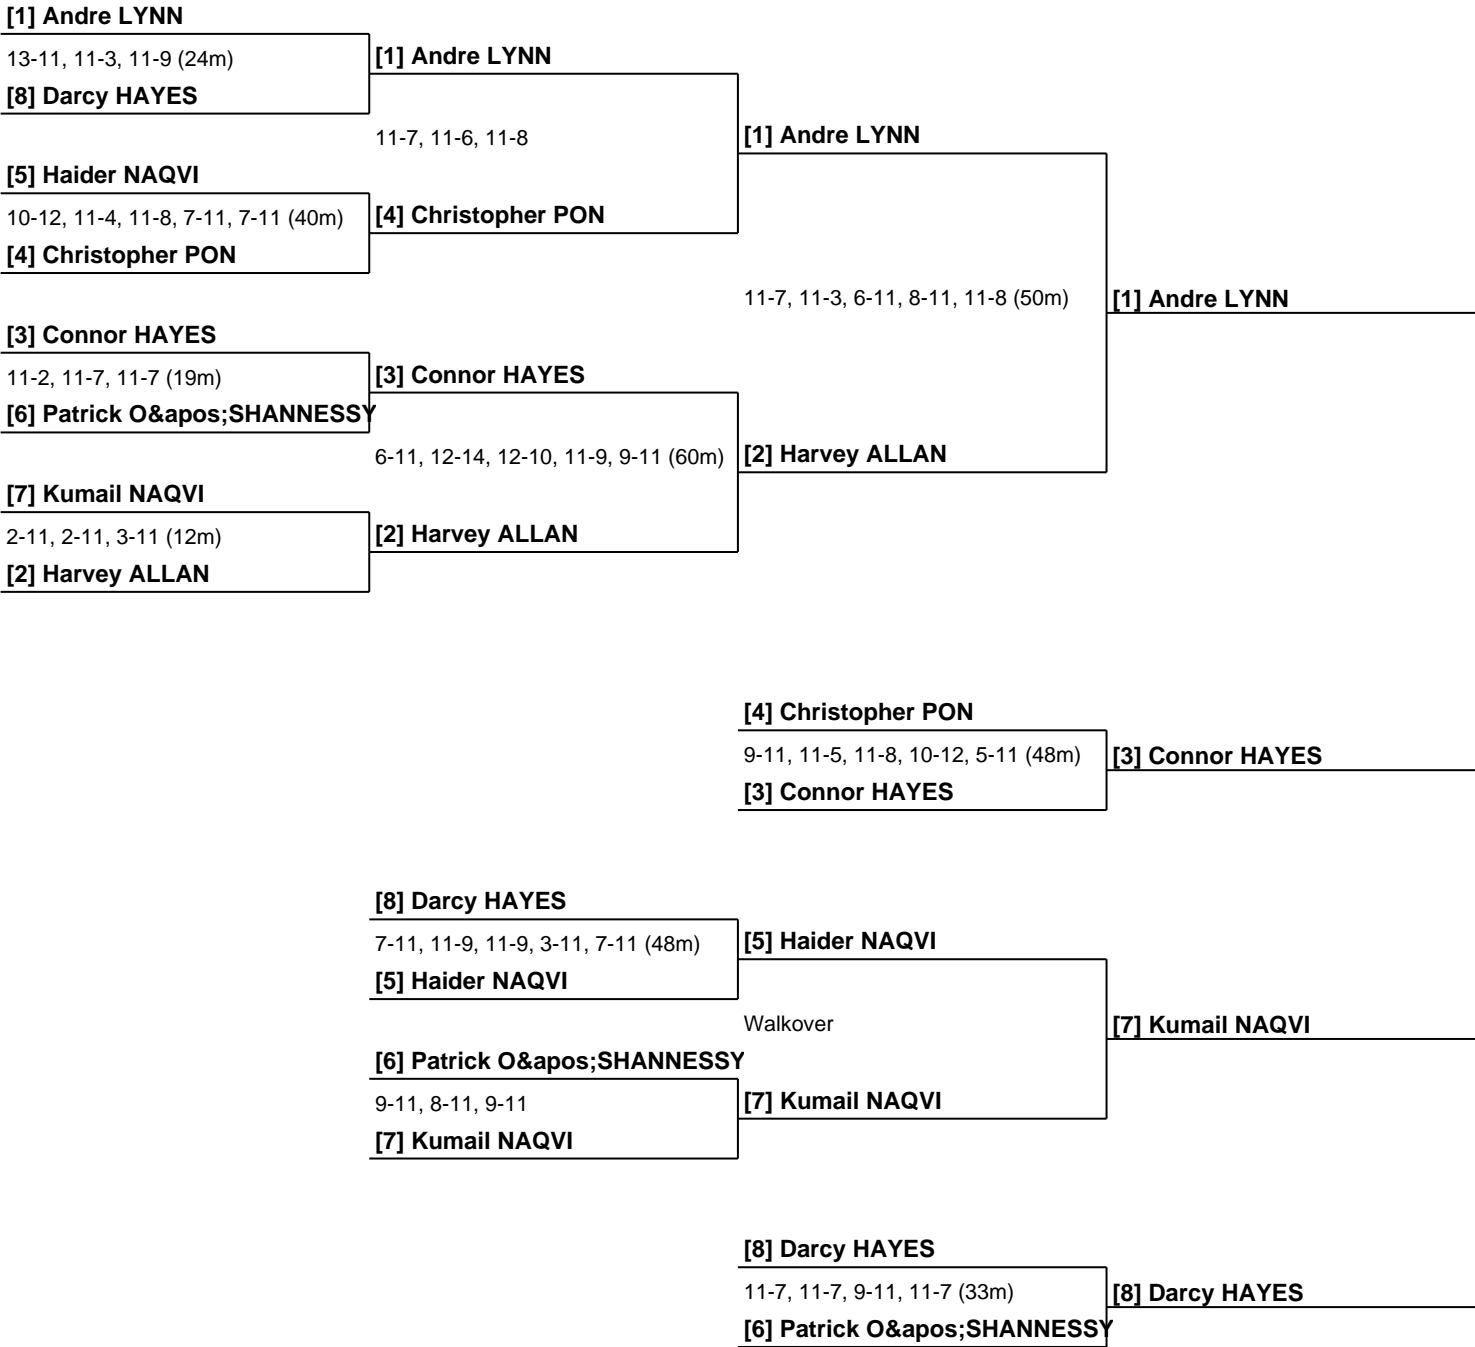 [1] Andre LYNN
13-11, 11-3, 11-9 (24m)
[1] Andre LYNN
[8] Darcy HAYES
11-7, 11-6, 11-8
[1] Andre LYNN
[5] Haider NAQVI
10-12, 11-4, 11-8, 7-11, 7-11 (40m)
[4] Christopher PON
[4] Christopher PON
11-7, 11-3, 6-11, 8-11, 11-8 (50m)
[1] Andre LYNN
[3] Connor HAYES
11-2, 11-7, 11-7 (19m)
[3] Connor HAYES
[6] Patrick O&apos;SHANNESSY
6-11, 12-14, 12-10, 11-9, 9-11 (60m)
[2] Harvey ALLAN
[7] Kumail NAQVI
2-11, 2-11, 3-11 (12m)
[2] Harvey ALLAN
[2] Harvey ALLAN
[4] Christopher PON
9-11, 11-5, 11-8, 10-12, 5-11 (48m)
[3] Connor HAYES
[3] Connor HAYES
[8] Darcy HAYES
7-11, 11-9, 11-9, 3-11, 7-11 (48m)
[5] Haider NAQVI
[5] Haider NAQVI
Walkover
[7] Kumail NAQVI
[6] Patrick O&apos;SHANNESSY
9-11, 8-11, 9-11
[7] Kumail NAQVI
[7] Kumail NAQVI
[8] Darcy HAYES
11-7, 11-7, 9-11, 11-7 (33m)
[8] Darcy HAYES
[6] Patrick O&apos;SHANNESSY